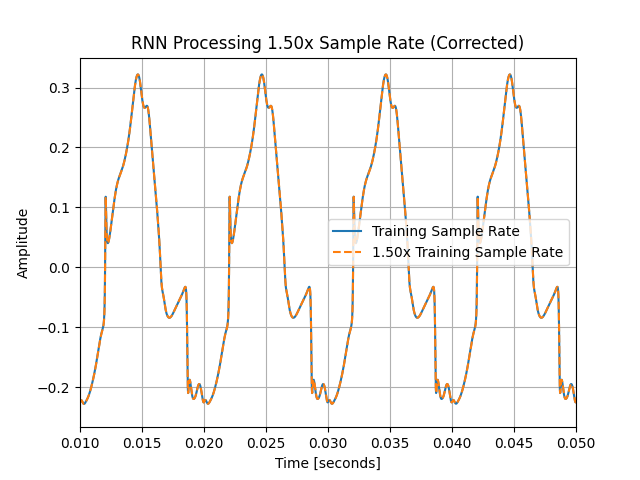 RNN Processing 1.50x Sample Rate (Corrected)
Amplitude
0.3
0.2
0.1
0.0
−0.1
−0.2
Training Sample Rate
1.50x Training Sample Rate
0.010 0.015 0.020 0.025 0.030 0.035 0.040 0.045 0.050
Time [seconds]